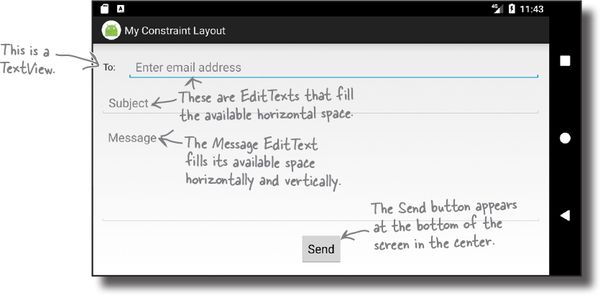 4G 11:43
My Constraint Layout
This is a
TextView.
To:
Enter email address
Subject
These are EditTexts that fill
the available horizontal space.
Message
The Message EditText
fills its available space
horizontally and vertically.
The Send button appears
at the bottom of the
screen in the center.
Send